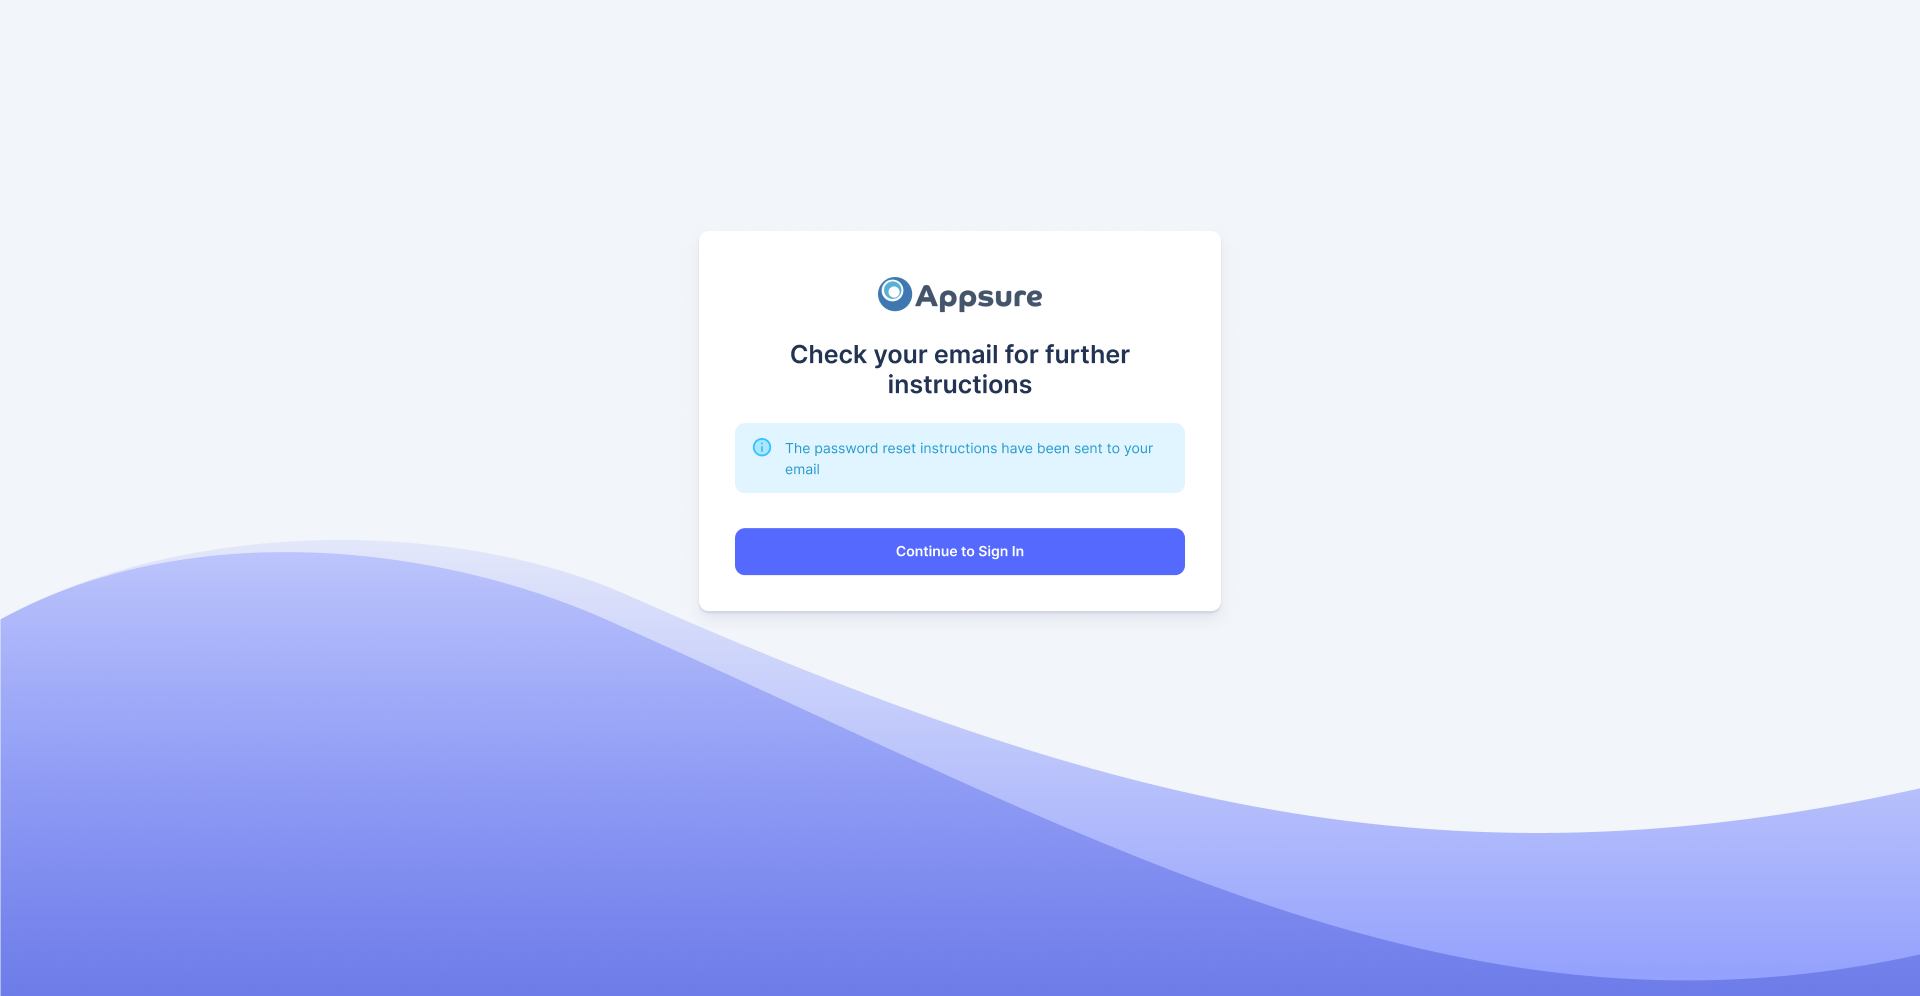 Appsure
Check your email for further
instructions
The password reset instructions have been sent to your
email
Continue to Sign In